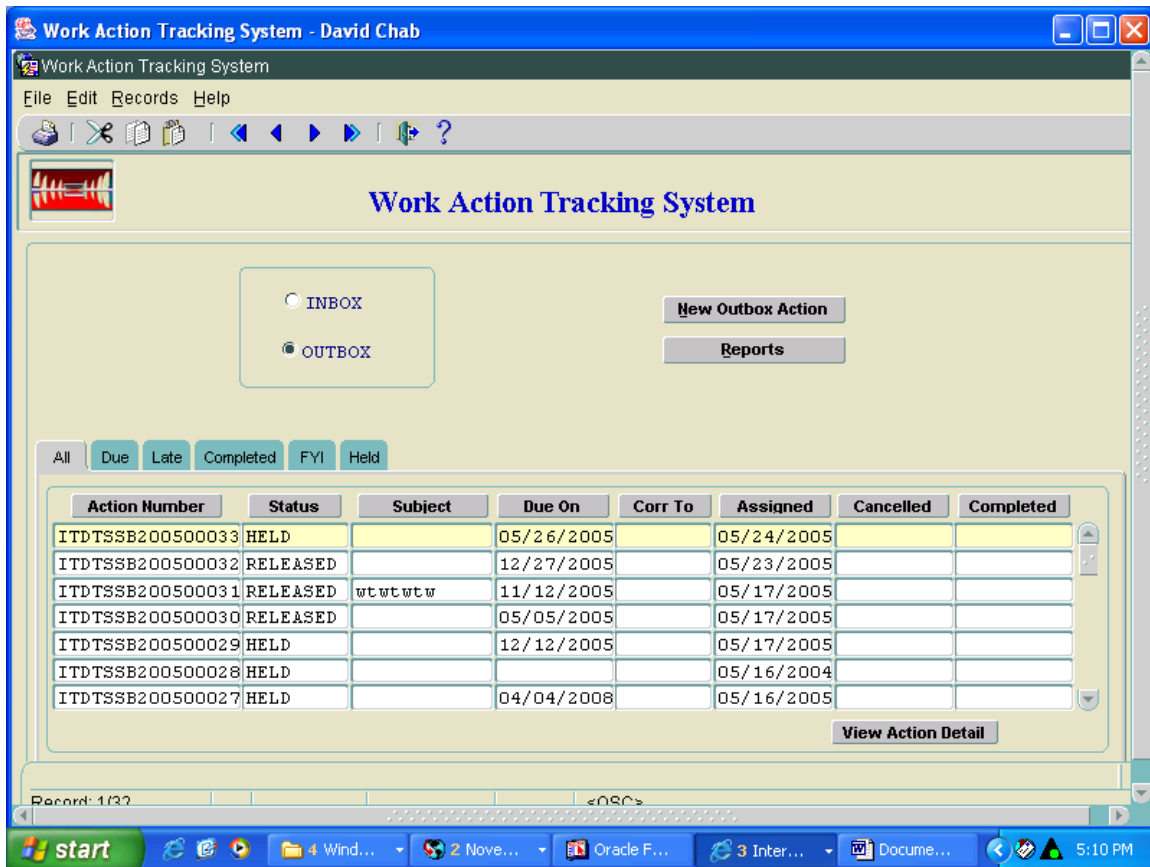 Work Action Tracking System - David Chab
Work Action Tracking System
File Edit Records Help
Work Action Tracking System
INBOX
OUTBOX
New Outbox Action
Reports
All Due Late Completed FYI Held
Action Number Status Subject Due On Corr To Assigned Cancelled Completed
ITDTSSB200500033 HELD 05/26/2005 05/24/2005
ITDTSSB200500032 RELEASED 12/27/2005 05/23/2005
ITDTSSB200500031 RELEASED wtwtwtw 11/12/2005 05/17/2005
ITDTSSB200500030 RELEASED 05/05/2005 05/17/2005
ITDTSSB200500029 HELD 12/12/2005 05/17/2005
ITDTSSB200500028 HELD 05/16/2004
ITDTSSB200500027 HELD 04/04/2008 05/16/2005
View Action Detail
Record: 1/32 <OSC>
start 4 Wind... 2 Nove... Oracle F... 3 Inter... Docume... 5:10 PM